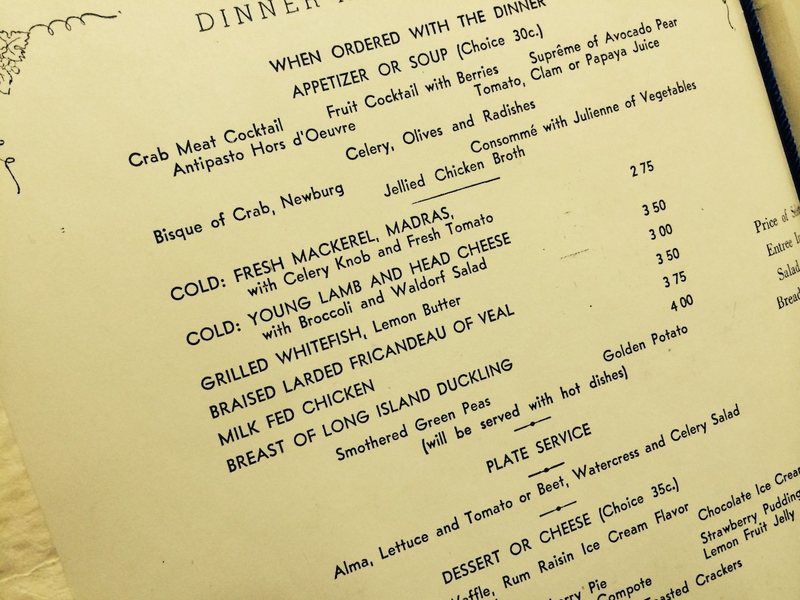 DINNER
WHEN ORDERED WITH THE DINNER
APPETIZER OR SOUP (Choice 30c.)
Crab Meat Cocktail Fruit Cocktail with Berries Suprême of Avocado Pear
Antipasto Hors d'Oeuvre Tomato, Clam or Papaya Juice
Celery, Olives and Radishes
Bisque of Crab, Newburg Consommé with Julienne of Vegetables
Jellied Chicken Broth
COLD: FRESH MACKEREL, MADRAS, 2 75
with Celery Knob and Fresh Tomato
COLD: YOUNG LAMB AND HEAD CHEESE 3 50
with Broccoli and Waldorf Salad
GRILLED WHITEFISH, Lemon Butter 3 00
BRAISED LARDED FRICANDEAU OF VEAL 3 50
MILK FED CHICKEN 3 75
BREAST OF LONG ISLAND DUCKLING 4 00
Smothered Green Peas Golden Potato
(will be served with hot dishes)
PLATE SERVICE
Alma, Lettuce and Tomato or Beet, Watercress and Celery Salad
DESSERT OR CHEESE (Choice 35c.)
Rum Raisin Ice Cream Flavor Chocolate Ice
Pie Strawberry Pudding
Compote Lemon Fruit Jelly
Crackers
Price of
Entree
Salad
Bread